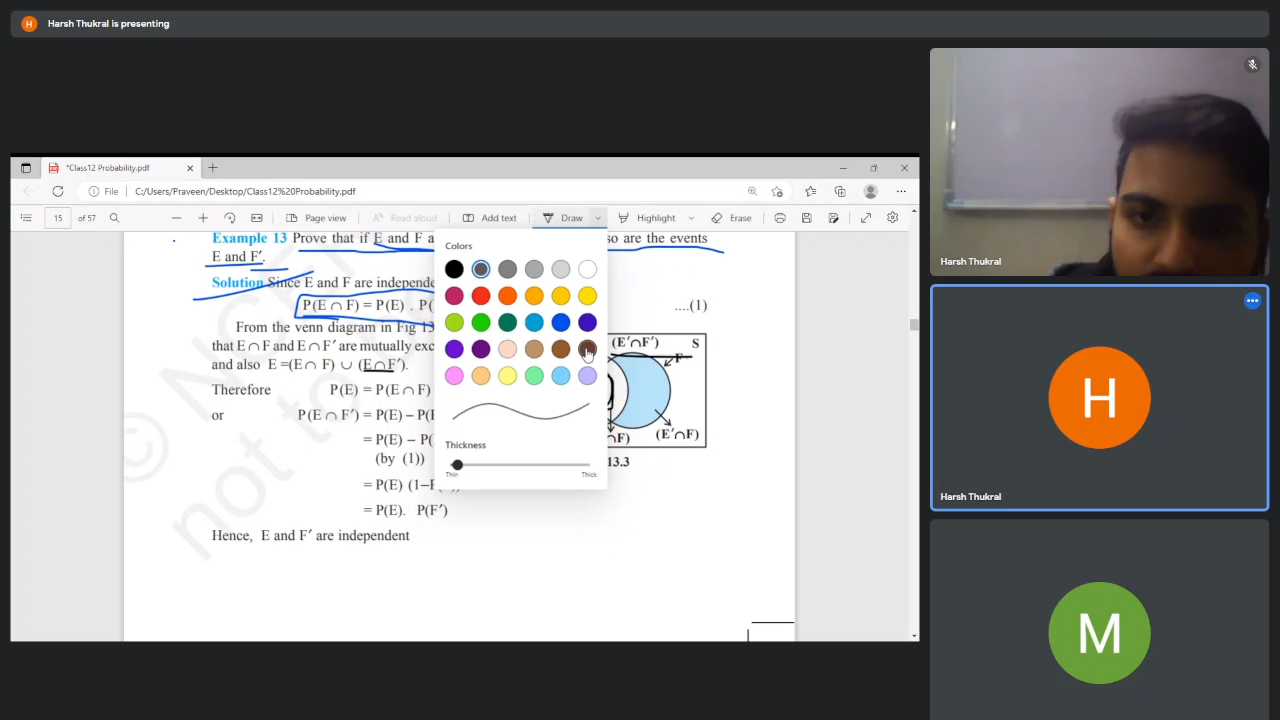 H Harsh Thukral is presenting
*Class12 Probability.pdf
File C:/Users/Praveen/Desktop/Class12%20Probability.pdf
15 of 57 Page view Read aloud Add text Draw Highlight Erase
Example 13 Prove that if E and F a so are the events
E and F′.
Solution Since E and F are independe
P(E ∩ F) = P(E) . P( ....(1)
From the venn diagram in Fig 13
that E ∩ F and E ∩ F′ are mutually exc
and also E =(E ∩ F) ∪ (E ∩ F′).
Therefore P(E) = P(E ∩ F)
or P(E ∩ F′) = P(E) − P(E
= P(E) − P(
(by (1))
= P(E) (1−
= P(E). P(F′)
Hence, E and F′ are independent
© NCE
not to
Colors
Thickness
Thin Thick
(E′∩F′) S
F
∩F) (E′∩F)
13.3
Harsh Thukral
H
Harsh Thukral
M